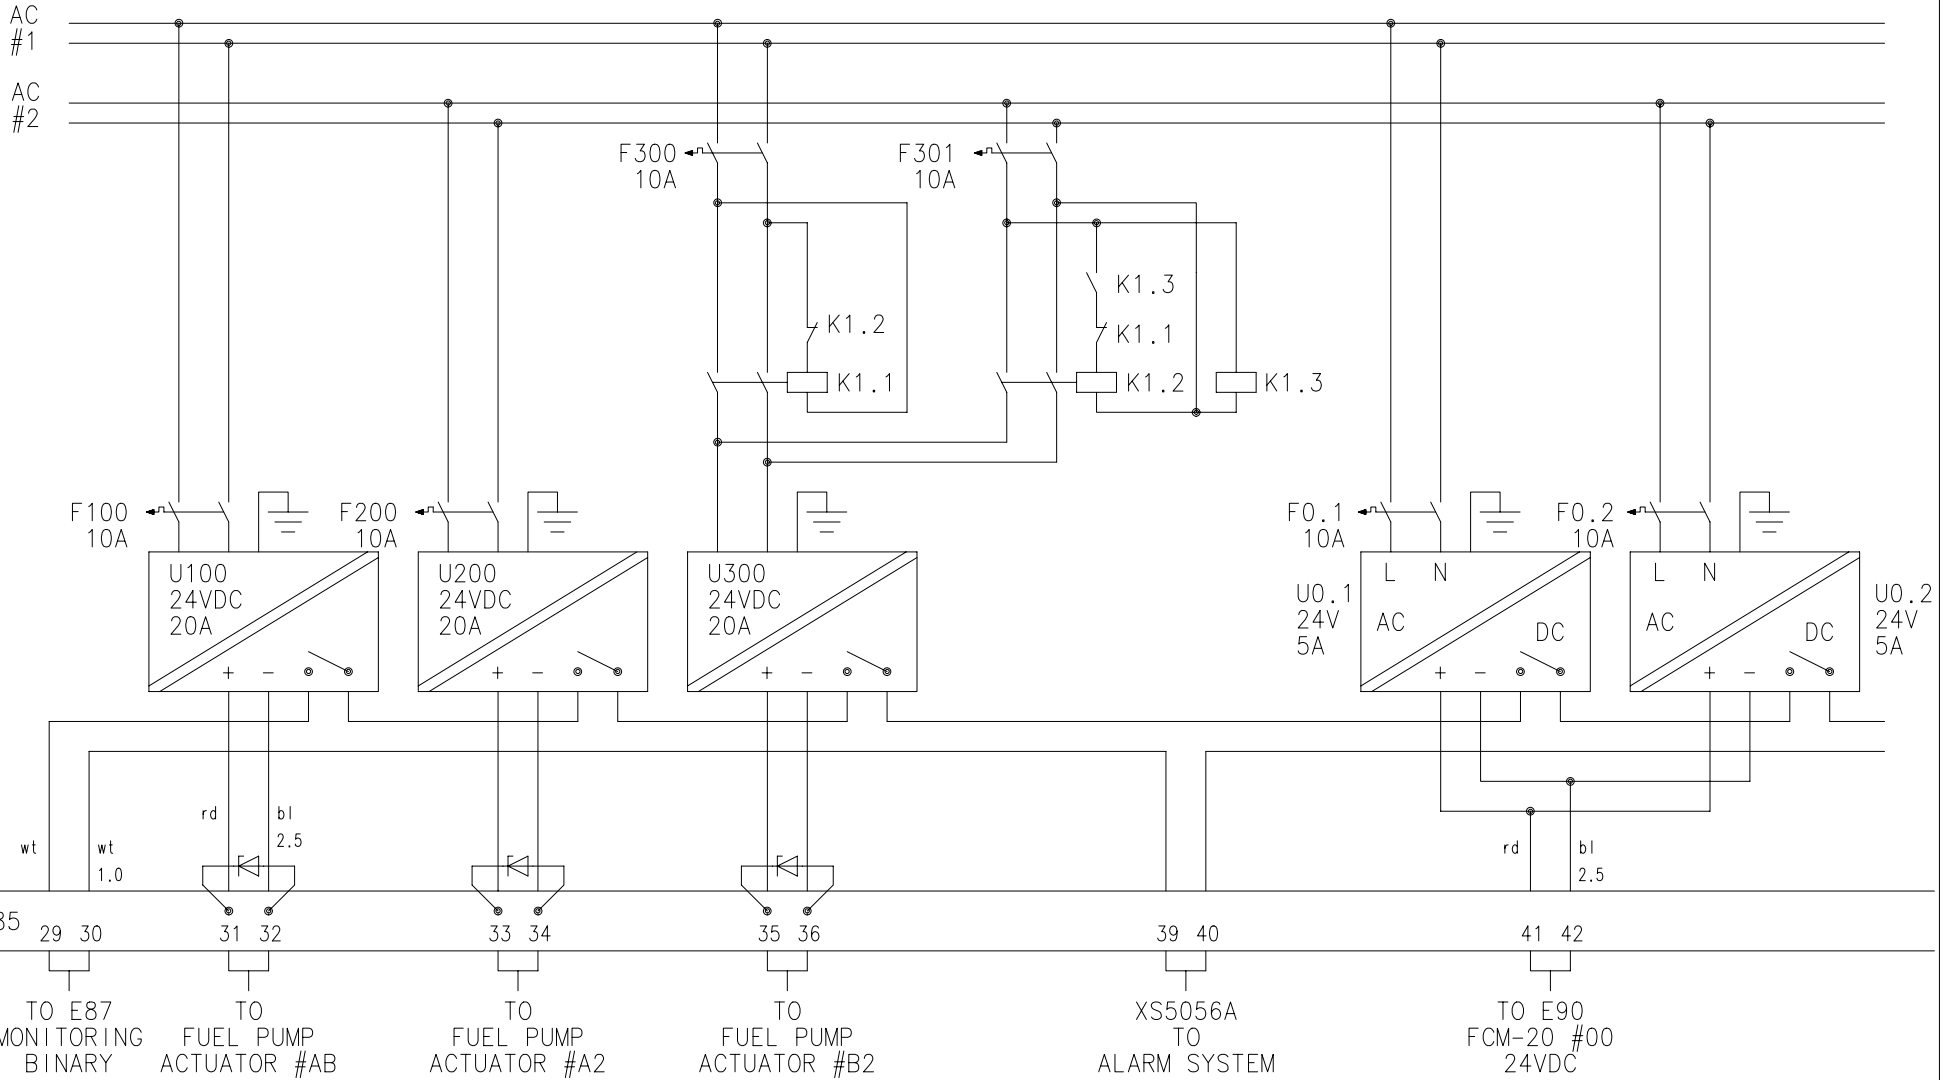 AC
#1
AC
#2
F300
10A
F301
10A
K1.3
K1.2
K1.1
K1.1
K1.2
K1.3
F100
10A
F200
10A
F0.1
10A
F0.2
10A
U100
24VDC
20A
+ −
U200
24VDC
20A
+ −
U300
24VDC
20A
+ −
U0.1
24V
5A
L N
AC
DC
+ −
L N
AC
DC
+ −
U0.2
24V
5A
wt
wt
1.0
rd
bl
2.5
rd
bl
2.5
29 30
31 32
33 34
35 36
39 40
41 42
TO E87
MONITORING
BINARY
TO
FUEL PUMP
ACTUATOR #AB
TO
FUEL PUMP
ACTUATOR #A2
TO
FUEL PUMP
ACTUATOR #B2
XS5056A
TO
ALARM SYSTEM
TO E90
FCM-20 #00
24VDC